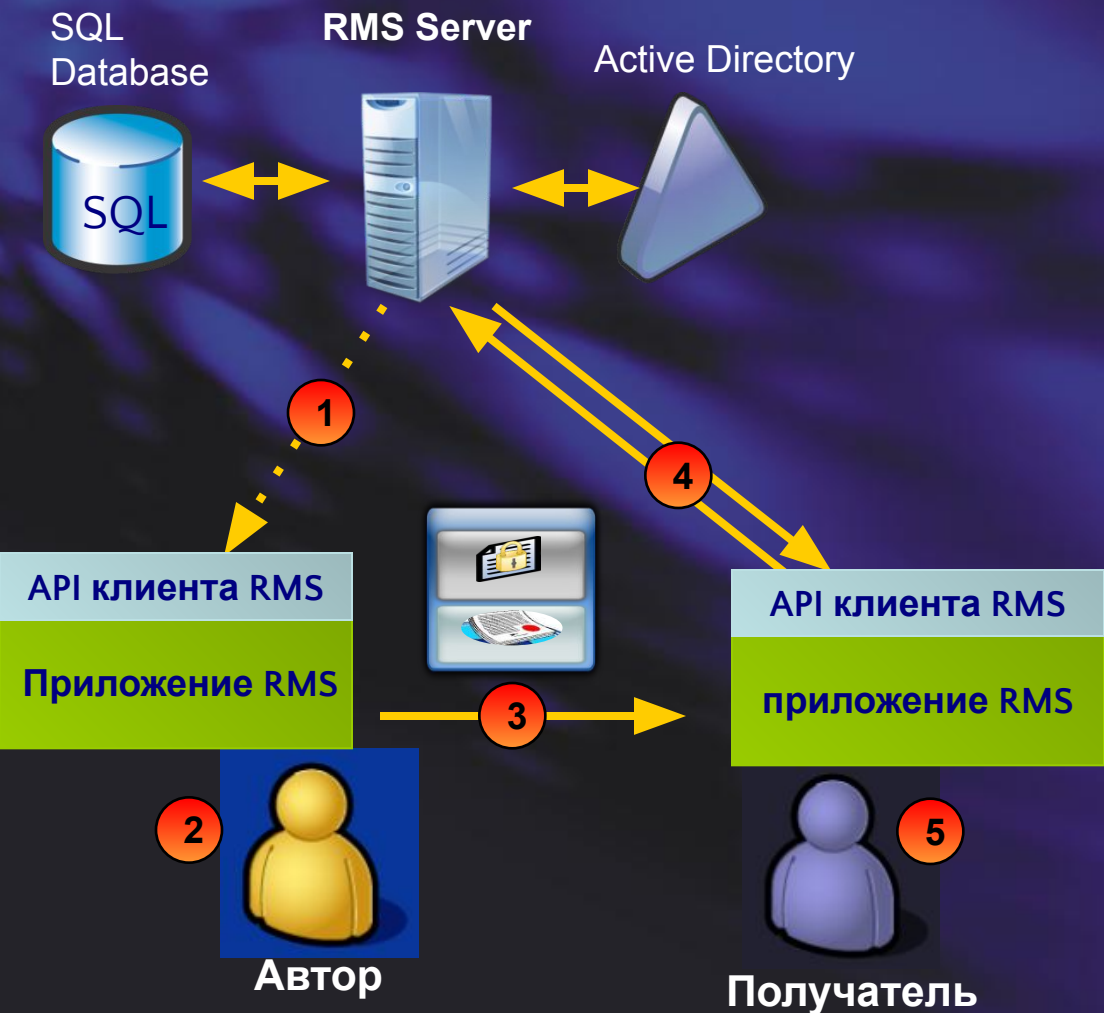 SQL
Database
RMS Server
Active Directory
SQL
1
4
API клиента RMS
Приложение RMS
API клиента RMS
приложение RMS
3
2
5
Автор
Получатель